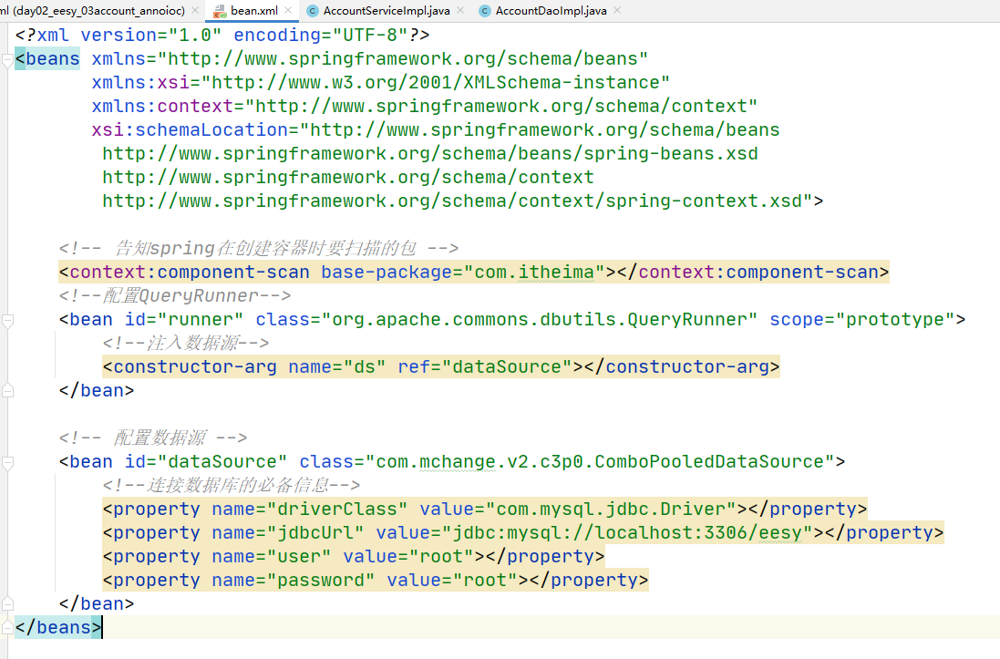 ml (day02_eesy_03account_annoioc) × bean.xml × AccountServiceImpl.java × AccountDaoImpl.java ×
<?xml version="1.0" encoding="UTF-8"?>
<beans xmlns="http://www.springframework.org/schema/beans"
       xmlns:xsi="http://www.w3.org/2001/XMLSchema-instance"
       xmlns:context="http://www.springframework.org/schema/context"
       xsi:schemaLocation="http://www.springframework.org/schema/beans
        http://www.springframework.org/schema/beans/spring-beans.xsd
        http://www.springframework.org/schema/context
        http://www.springframework.org/schema/context/spring-context.xsd">

    <!-- 告知spring在创建容器时要扫描的包 -->
    <context:component-scan base-package="com.itheima"></context:component-scan>
    <!--配置QueryRunner-->
    <bean id="runner" class="org.apache.commons.dbutils.QueryRunner" scope="prototype">
        <!--注入数据源-->
        <constructor-arg name="ds" ref="dataSource"></constructor-arg>
    </bean>

    <!-- 配置数据源 -->
    <bean id="dataSource" class="com.mchange.v2.c3p0.ComboPooledDataSource">
        <!--连接数据库的必备信息-->
        <property name="driverClass" value="com.mysql.jdbc.Driver"></property>
        <property name="jdbcUrl" value="jdbc:mysql://localhost:3306/eesy"></property>
        <property name="user" value="root"></property>
        <property name="password" value="root"></property>
    </bean>
</beans>